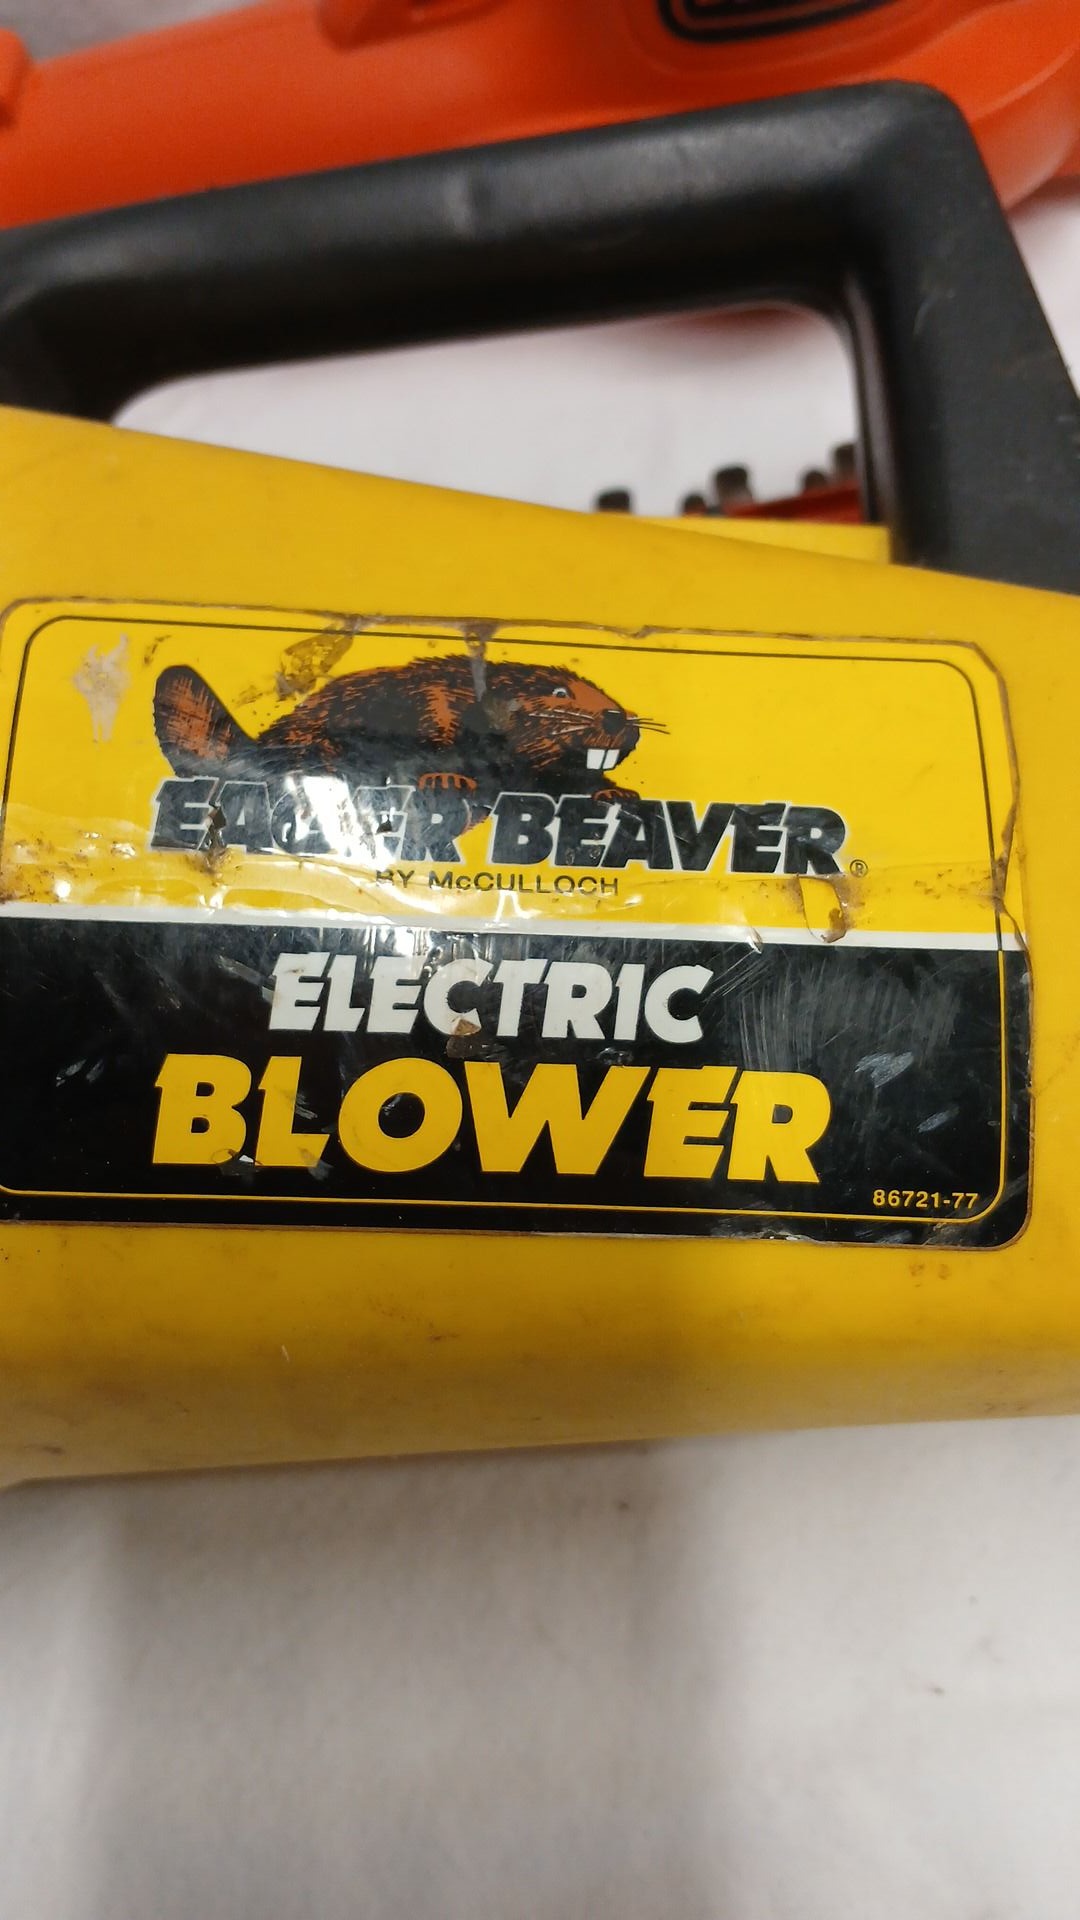 EAGER BEAVER®
BY McCULLOCH
ELECTRIC
BLOWER
86721-77